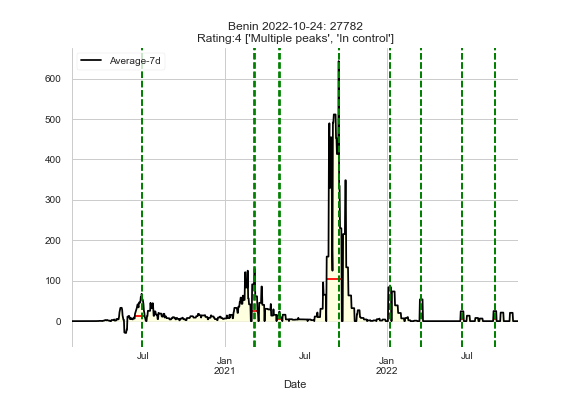 Benin 2022-10-24: 27782
Rating:4 ['Multiple peaks', 'In control']
Average-7d
600
500
400
300
200
100
0
Jul
Jan
2021
Jul
Jan
2022
Jul
Date